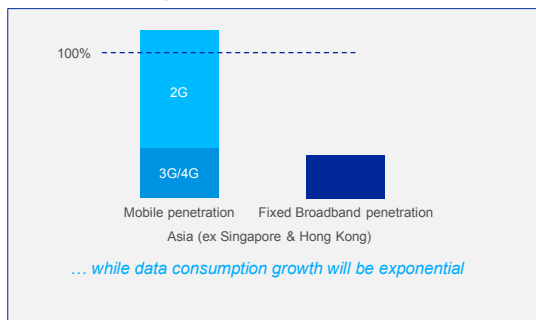 100%
2G
3G/4G
Mobile penetration
Fixed Broadband penetration
Asia (ex Singapore & Hong Kong)
... while data consumption growth will be exponential